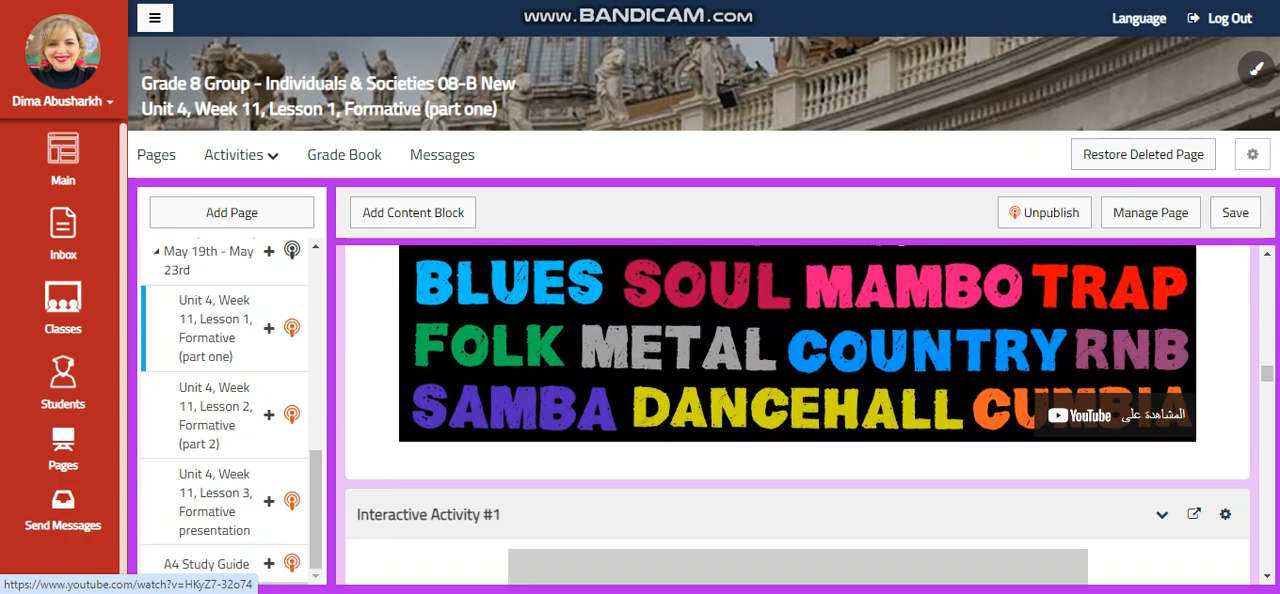 www.BANDICAM.com
Language
Log Out
Dima Abusharkh
Grade 8 Group - Individuals & Societies 08-B New
Unit 4, Week 11, Lesson 1, Formative (part one)
Pages
Activities
Grade Book
Messages
Restore Deleted Page
Main
Inbox
Classes
Students
Pages
Send Messages
Add Page
May 19th - May
23rd
Unit 4, Week
11, Lesson 1,
Formative
(part one)
Unit 4, Week
11, Lesson 2,
Formative
(part 2)
Unit 4, Week
11, Lesson 3,
Formative
presentation
A4 Study Guide
Add Content Block
Unpublish
Manage Page
Save
BLUES SOUL MAMBO TRAP
FOLK METAL COUNTRY RNB
SAMBA DANCEHALL CUMBIA
المشاهدة على YouTube
Interactive Activity #1
https://www.youtube.com/watch?v=HKyZ7-32o74